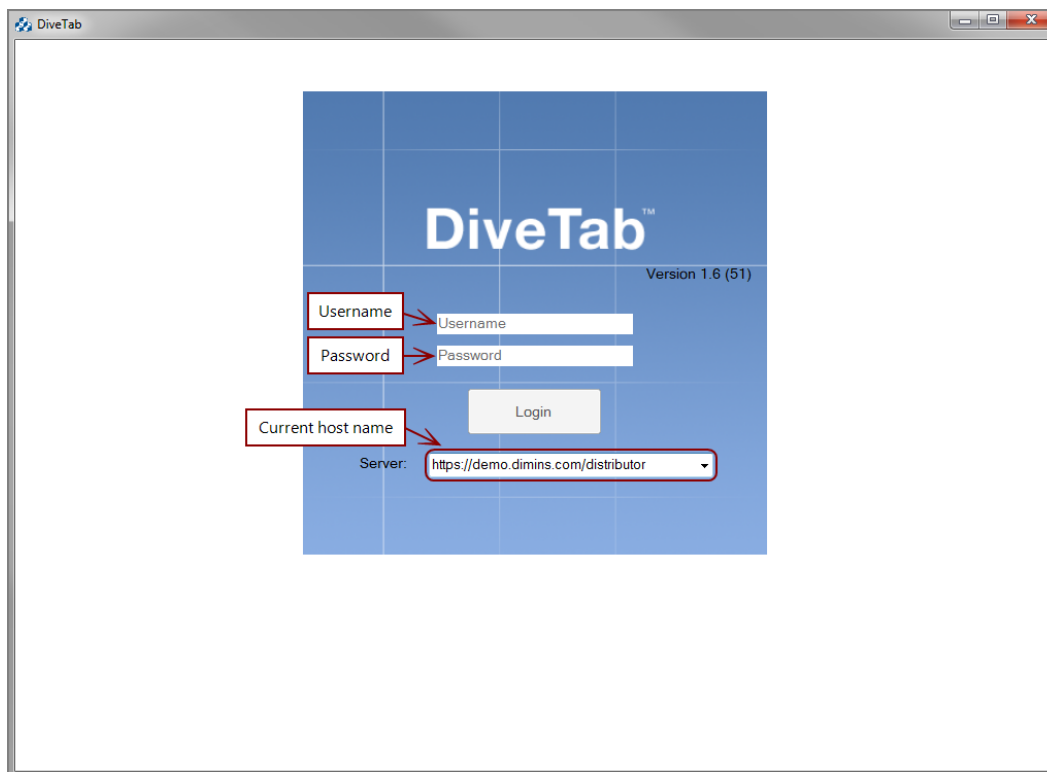 DiveTab
DiveTab™
Version 1.6 (51)
Username
Username
Password
Password
Login
Current host name
Server:
https://demo.dimins.com/distributor